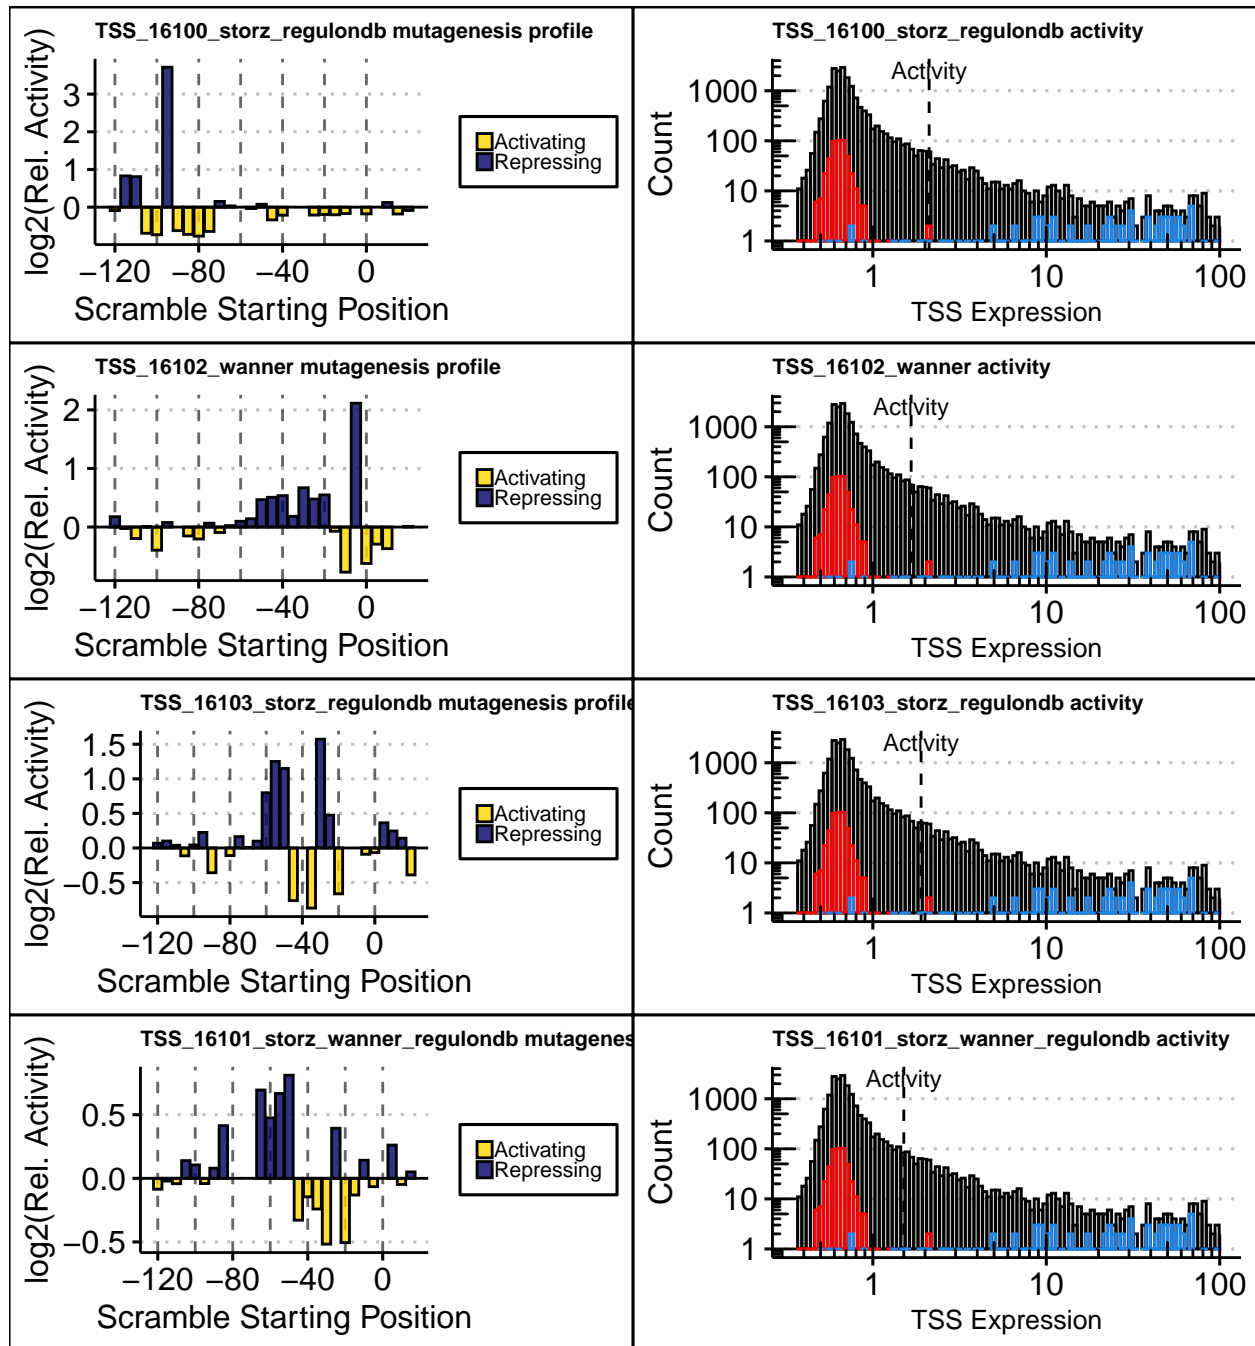 TSS_16100_storz_regulondb mutagenesis profile
log2(Rel. Activity)
3
2
1
0
−120 −80 −40 0
Scramble Starting Position
Activating
Repressing
TSS_16100_storz_regulondb activity
Activity
Count
1000
100
10
1
1 10 100
TSS Expression
TSS_16102_wanner mutagenesis profile
log2(Rel. Activity)
2
1
0
−120 −80 −40 0
Scramble Starting Position
Activating
Repressing
TSS_16102_wanner activity
Activity
Count
1000
100
10
1
1 10 100
TSS Expression
TSS_16103_storz_regulondb mutagenesis profile
log2(Rel. Activity)
1.5
1.0
0.5
0.0
−0.5
−120 −80 −40 0
Scramble Starting Position
Activating
Repressing
TSS_16103_storz_regulondb activity
Activity
Count
1000
100
10
1
1 10 100
TSS Expression
TSS_16101_storz_wanner_regulondb mutagenes
log2(Rel. Activity)
0.5
0.0
−0.5
−120 −80 −40 0
Scramble Starting Position
Activating
Repressing
TSS_16101_storz_wanner_regulondb activity
Activity
Count
1000
100
10
1
1 10 100
TSS Expression